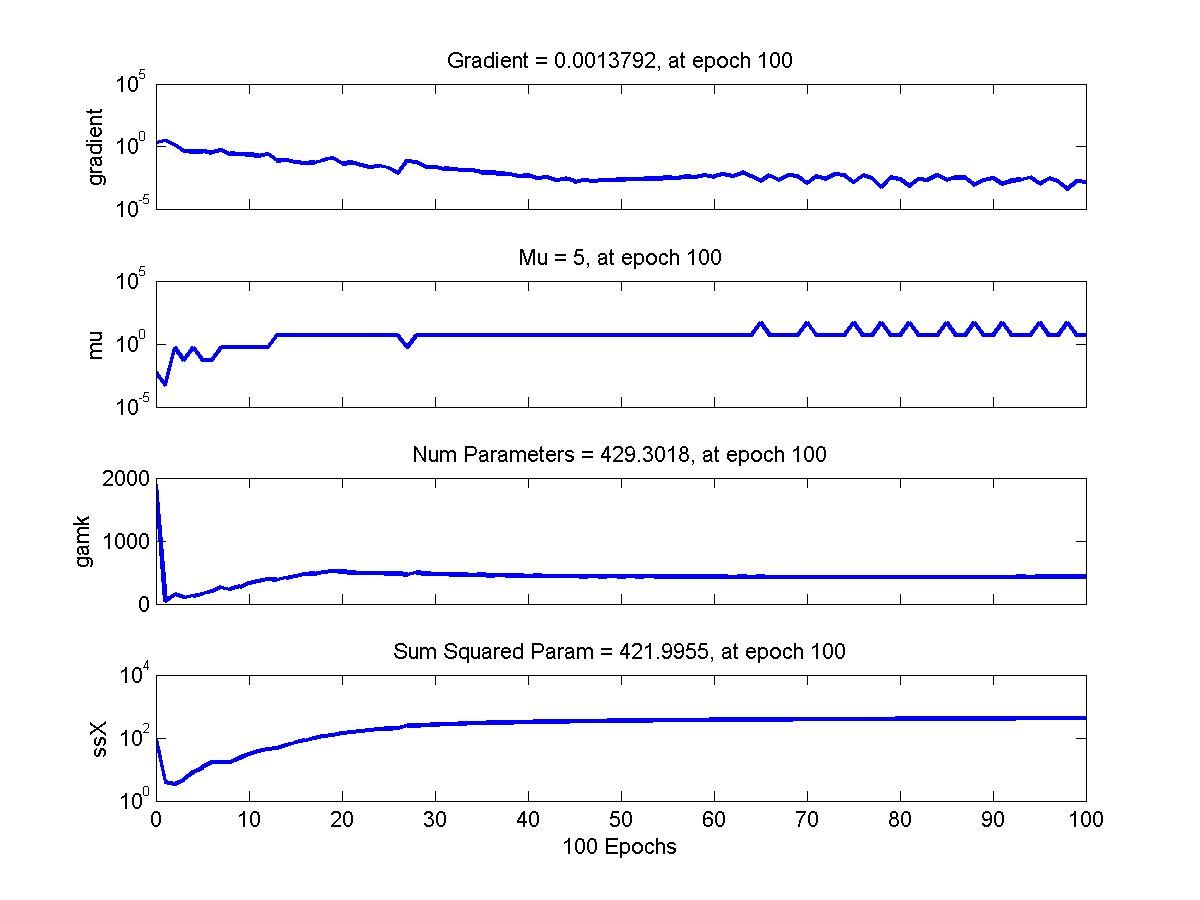 Gradient = 0.0013792, at epoch 100
10^5
10^0
10^-5
gradient
Mu = 5, at epoch 100
10^5
10^0
10^-5
mu
Num Parameters = 429.3018, at epoch 100
2000
1000
0
gamk
Sum Squared Param = 421.9955, at epoch 100
10^4
10^2
10^0
ssX
0 10 20 30 40 50 60 70 80 90 100
100 Epochs